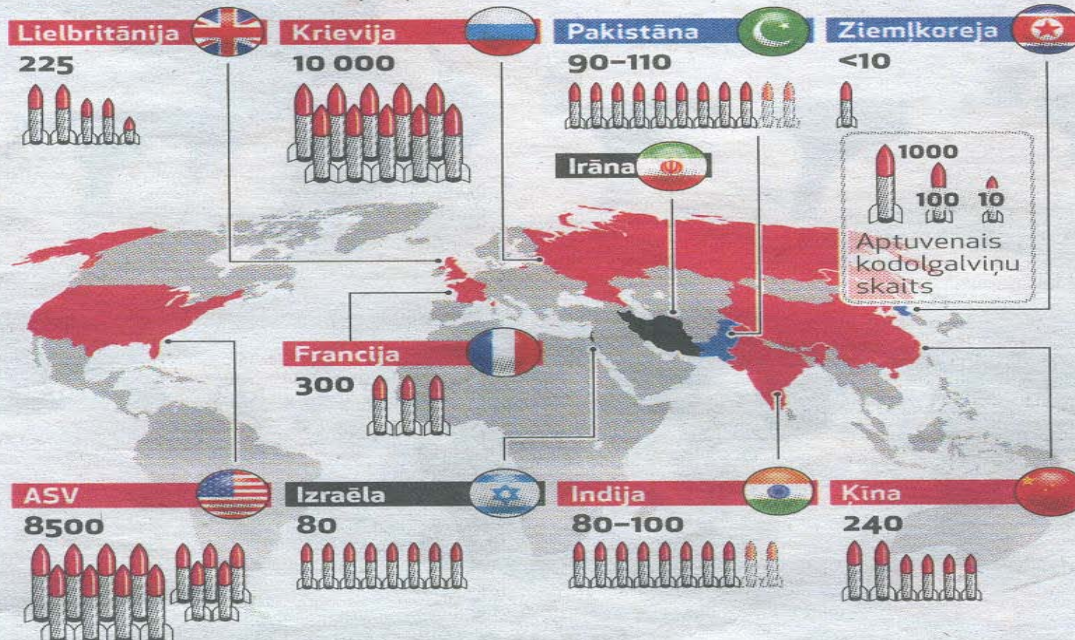 Lielbritānija
225
Krievija
10 000
Pakistāna
90–110
Ziemļkoreja
<10
Irāna
1000
100
10
Aptuvenais
kodolgalviņu
skaits
Francija
300
ASV
8500
Izraēla
80
Indija
80–100
Ķīna
240